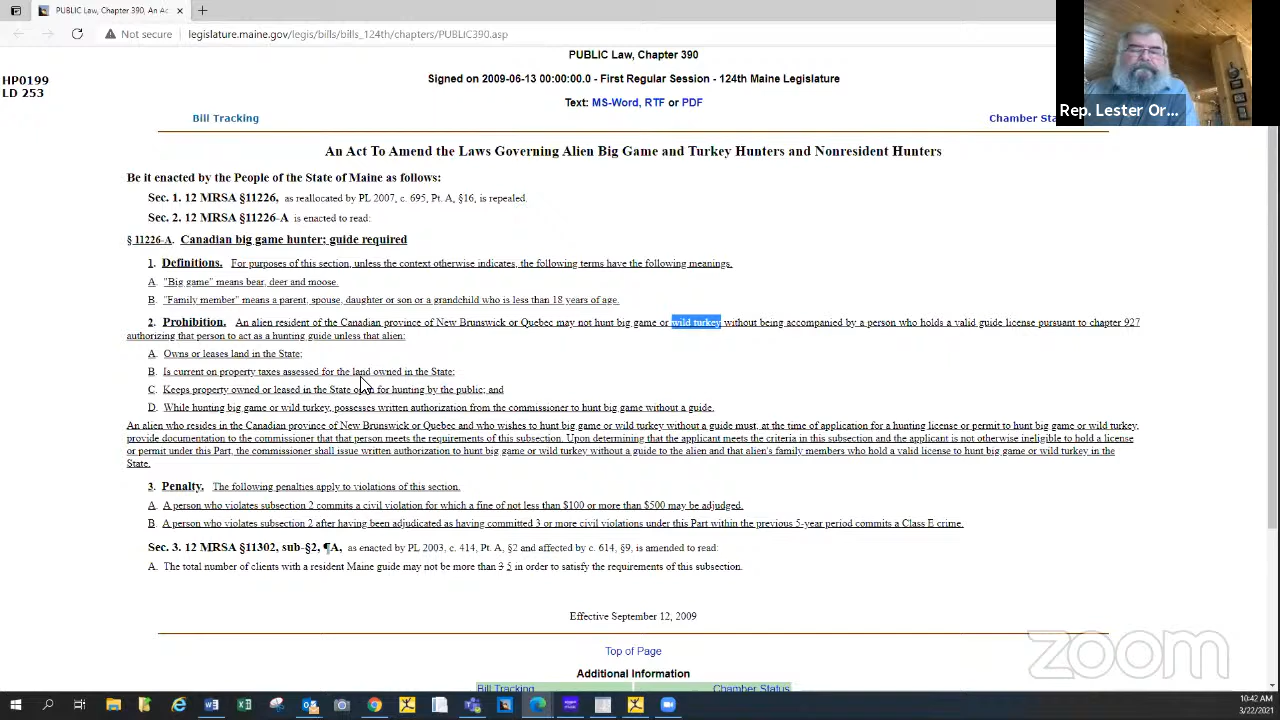 PUBLIC Law, Chapter 390, An Ac
Not secure
legislature.maine.gov/legis/bills/bills_124th/chapters/PUBLIC390.asp
HP0199
LD 253
PUBLIC Law, Chapter 390
Signed on 2009-06-13 00:00:00.0 - First Regular Session - 124th Maine Legislature
Text: MS-Word, RTF or PDF
Bill Tracking
Chamber Sta
Rep. Lester Or...
An Act To Amend the Laws Governing Alien Big Game and Turkey Hunters and Nonresident Hunters
Be it enacted by the People of the State of Maine as follows:
Sec. 1. 12 MRSA §11226, as reallocated by PL 2007, c. 695, Pt. A, §16, is repealed.
Sec. 2. 12 MRSA §11226-A is enacted to read:
§ 11226-A. Canadian big game hunter; guide required
1. Definitions. For purposes of this section, unless the context otherwise indicates, the following terms have the following meanings.
A. "Big game" means bear, deer and moose.
B. "Family member" means a parent, spouse, daughter or son or a grandchild who is less than 18 years of age.
2. Prohibition. An alien resident of the Canadian province of New Brunswick or Quebec may not hunt big game or wild turkey without being accompanied by a person who holds a valid guide license pursuant to chapter 927
authorizing that person to act as a hunting guide unless that alien:
A. Owns or leases land in the State;
B. Is current on property taxes assessed for the land owned in the State;
C. Keeps property owned or leased in the State open for hunting by the public; and
D. While hunting big game or wild turkey, possesses written authorization from the commissioner to hunt big game without a guide.
An alien who resides in the Canadian province of New Brunswick or Quebec and who wishes to hunt big game or wild turkey without a guide must, at the time of application for a hunting license or permit to hunt big game or wild turkey,
provide documentation to the commissioner that that person meets the requirements of this subsection. Upon determining that the applicant meets the criteria in this subsection and the applicant is not otherwise ineligible to hold a license
or permit under this Part, the commissioner shall issue written authorization to hunt big game or wild turkey without a guide to the alien and that alien's family members who hold a valid license to hunt big game or wild turkey in the
State.
3. Penalty. The following penalties apply to violations of this section.
A. A person who violates subsection 2 commits a civil violation for which a fine of not less than $100 or more than $500 may be adjudged.
B. A person who violates subsection 2 after having been adjudicated as having committed 3 or more civil violations under this Part within the previous 5-year period commits a Class E crime.
Sec. 3. 12 MRSA §11302, sub-§2, ¶A, as enacted by PL 2003, c. 414, Pt. A, §2 and affected by c. 614, §9, is amended to read:
A. The total number of clients with a resident Maine guide may not be more than 3 5 in order to satisfy the requirements of this subsection.
Effective September 12, 2009
Top of Page
Additional Information
Bill Tracking
Chamber Status
zoom
10:42 AM
3/22/2021